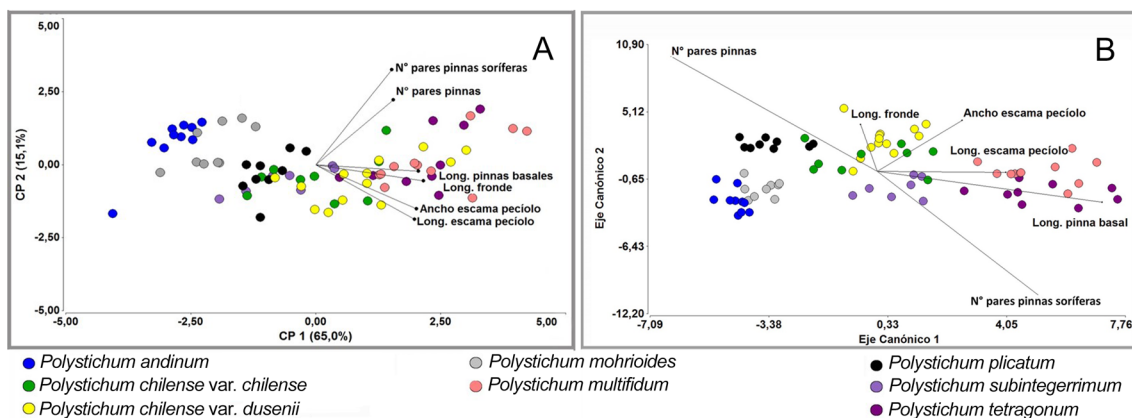 A
5,00
2,50
0,00
-2,50
-5,00
CP 2 (15,1%)
N° pares pinnas soríferas
N° pares pinnas
Long. pinnas basales
Long. fronde
Ancho escama pecíolo
Long. escama pecíolo
-5,00 -2,50 0,00 2,50 5,00
CP 1 (65,0%)
B
10,90
5,12
-0,65
-6,43
-12,20
Eje Canónico 2
N° pares pinnas
Long. fronde
Ancho escama pecíolo
Long. escama pecíolo
Long. pinna basal
N° pares pinnas soríferas
-7,09 -3,38 0,33 4,05 7,76
Eje Canónico 1
Polystichum andinum
Polystichum chilense var. chilense
Polystichum chilense var. dusenii
Polystichum mohrioides
Polystichum multifidum
Polystichum plicatum
Polystichum subintegerrimum
Polystichum tetragonum